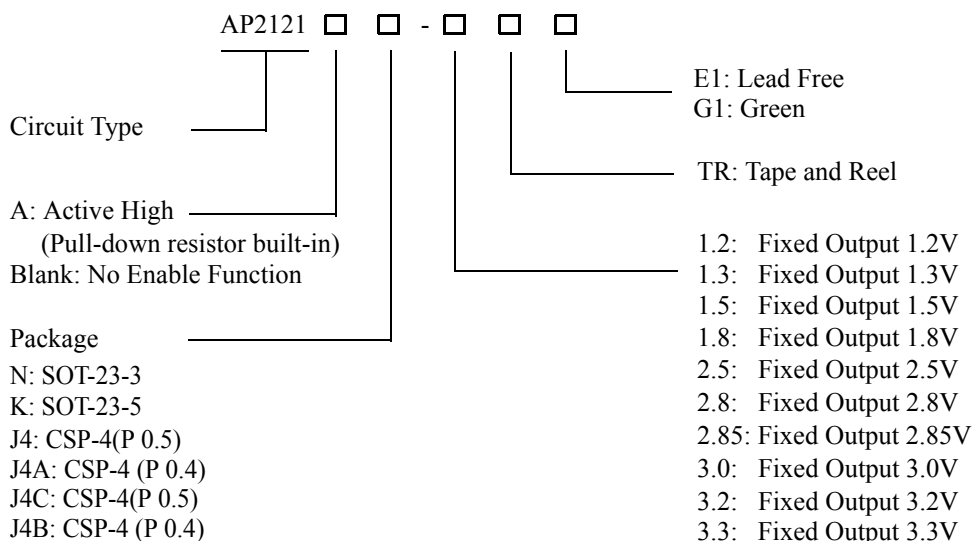 AP2121 -
Circuit Type
A: Active High
(Pull-down resistor built-in)
Blank: No Enable Function
Package
N: SOT-23-3
K: SOT-23-5
J4: CSP-4(P 0.5)
J4A: CSP-4 (P 0.4)
J4C: CSP-4(P 0.5)
J4B: CSP-4 (P 0.4)
E1: Lead Free
G1: Green
TR: Tape and Reel
1.2: Fixed Output 1.2V
1.3: Fixed Output 1.3V
1.5: Fixed Output 1.5V
1.8: Fixed Output 1.8V
2.5: Fixed Output 2.5V
2.8: Fixed Output 2.8V
2.85: Fixed Output 2.85V
3.0: Fixed Output 3.0V
3.2: Fixed Output 3.2V
3.3: Fixed Output 3.3V